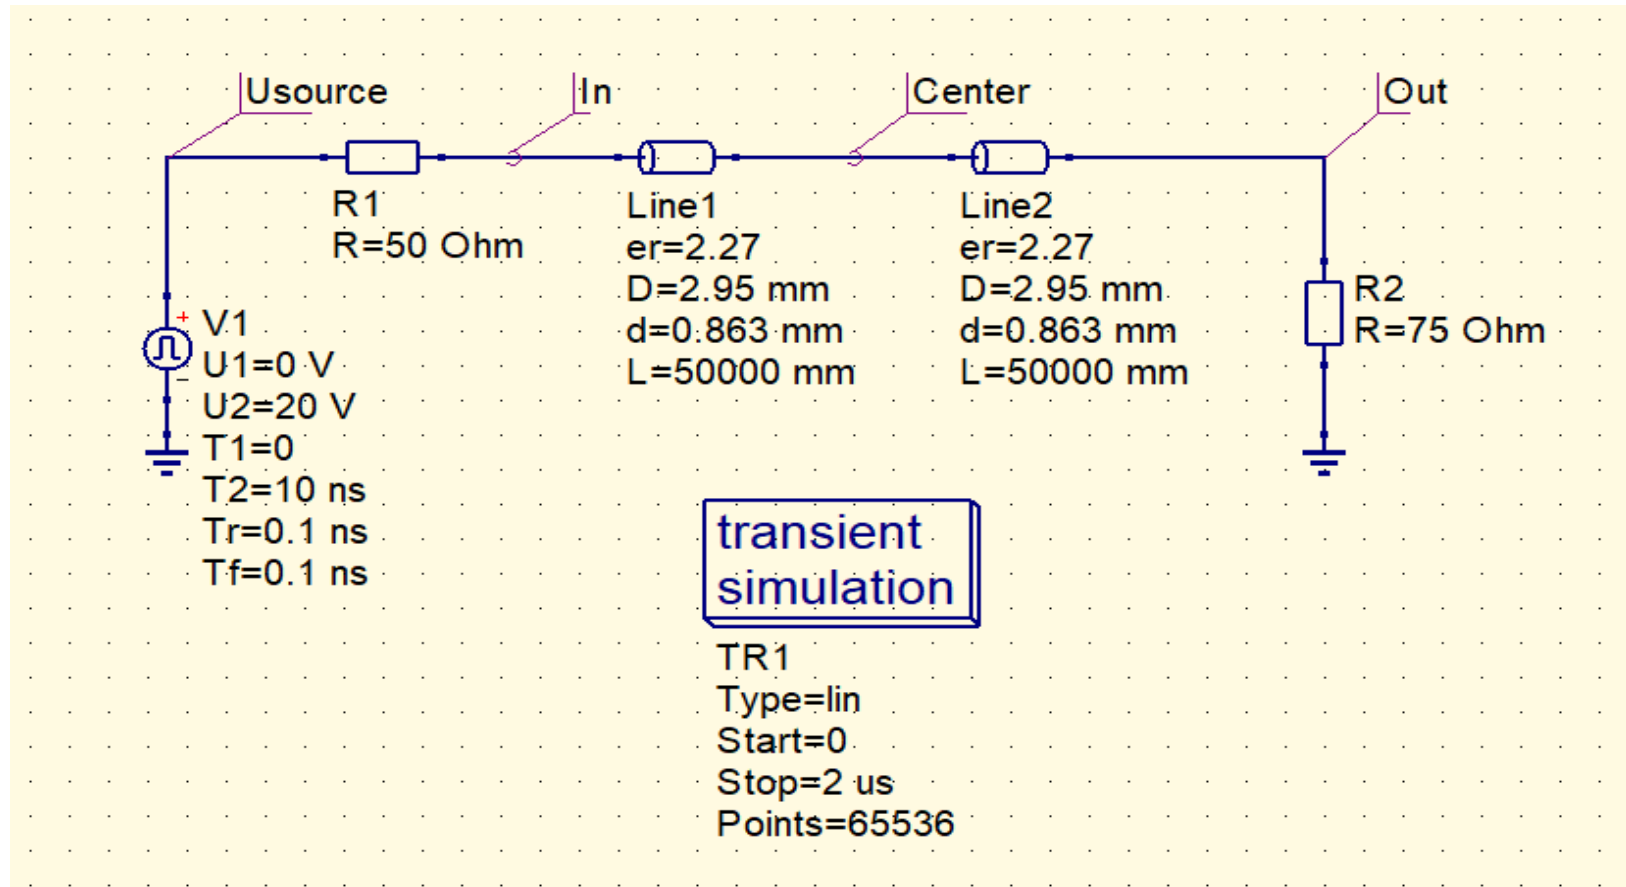 Usource
In
Center
Out
R1
R=50 Ohm
Line1
er=2.27
D=2.95 mm
d=0.863 mm
L=50000 mm
Line2
er=2.27
D=2.95 mm
d=0.863 mm
L=50000 mm
R2
R=75 Ohm
+
-
V1
U1=0 V
U2=20 V
T1=0
T2=10 ns
Tr=0.1 ns
Tf=0.1 ns
transient
simulation
TR1
Type=lin
Start=0
Stop=2 us
Points=65536